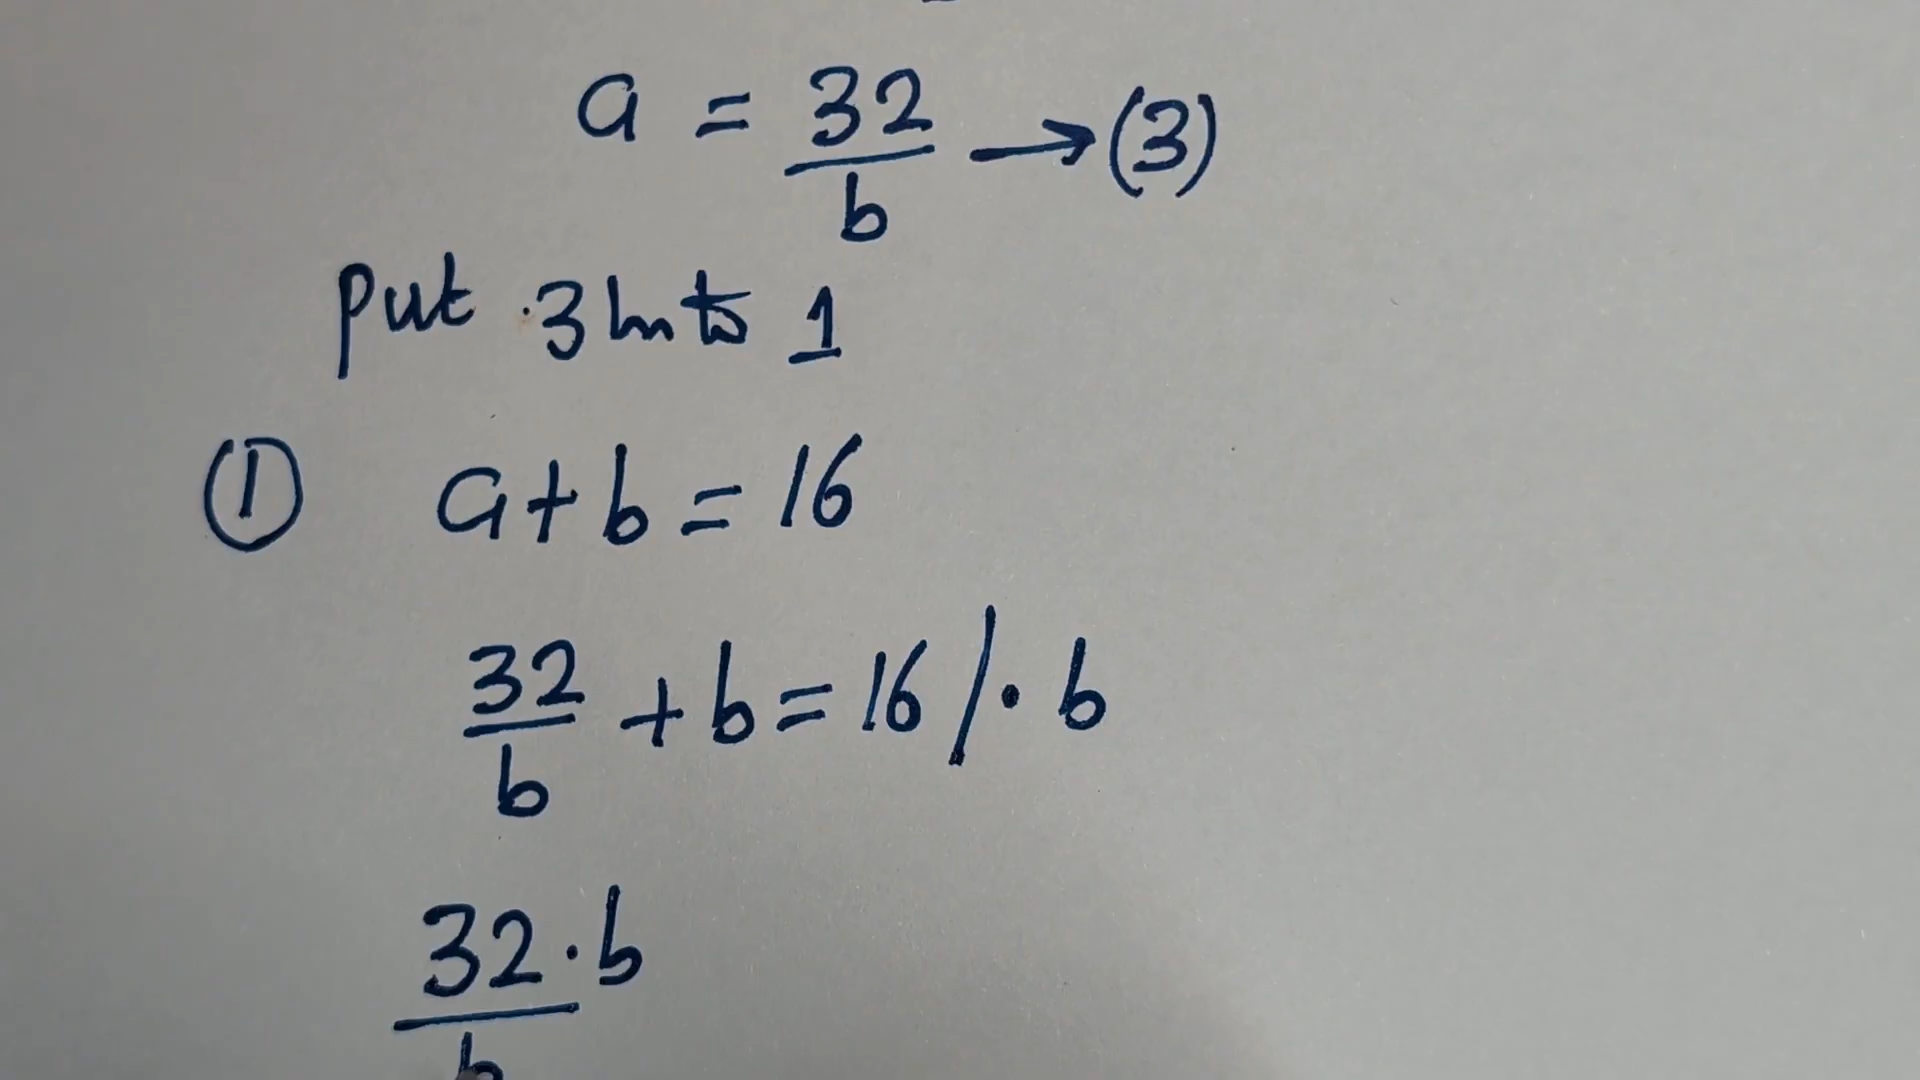 a = 32/b → (3)
put 3 into 1
① a + b = 16
32/b + b = 16 / · b
32 · b / b